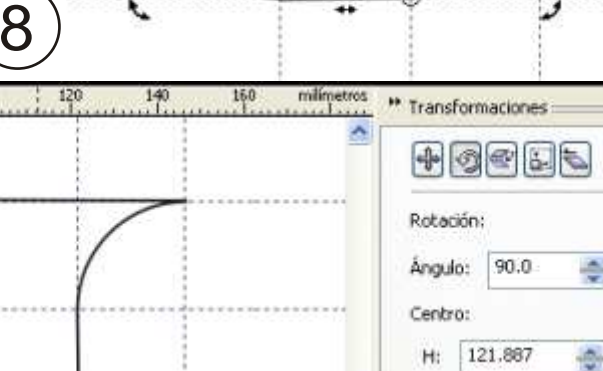 8
120 140 160 milímetros
Transformaciones
Rotación:
Ángulo: 90.0
Centro:
H: 121.887